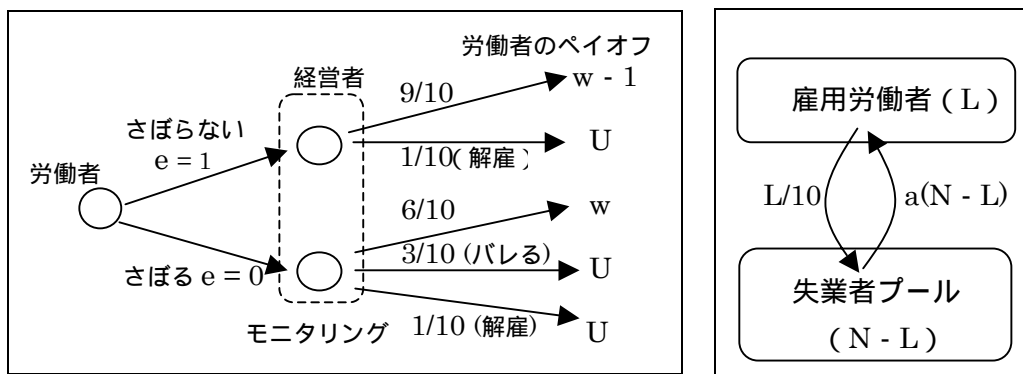 労働者のペイオフ
経営者
w - 1
9/10
さぼらない
e = 1
U
1/10( 解雇 )
労働者
6/10
w
3/10 (バレる)
U
さぼる e = 0
1/10 (解雇)
U
モニタリング
雇用労働者 ( L )
L/10
a(N - L)
失業者プール
( N - L )